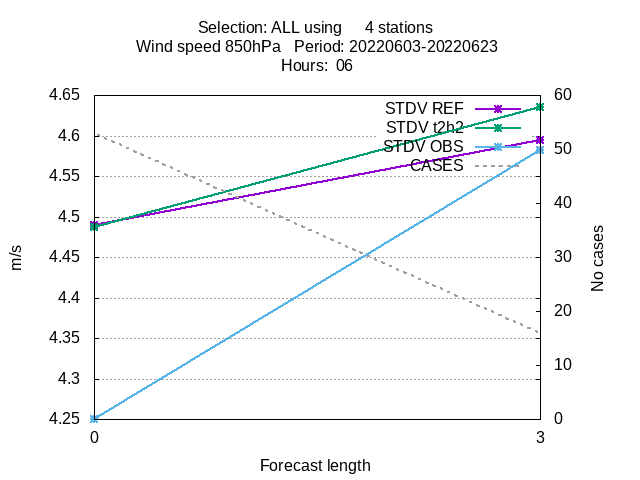 Selection: ALL using 4 stations
Wind speed 850hPa Period: 20220603-20220623
Hours: 06
4.65
4.6
4.55
4.5
4.45
4.4
4.35
4.3
4.25
60
50
40
30
20
10
0
STDV REF
STDV t2h2
STDV OBS
CASES
m/s
No cases
0
3
Forecast length